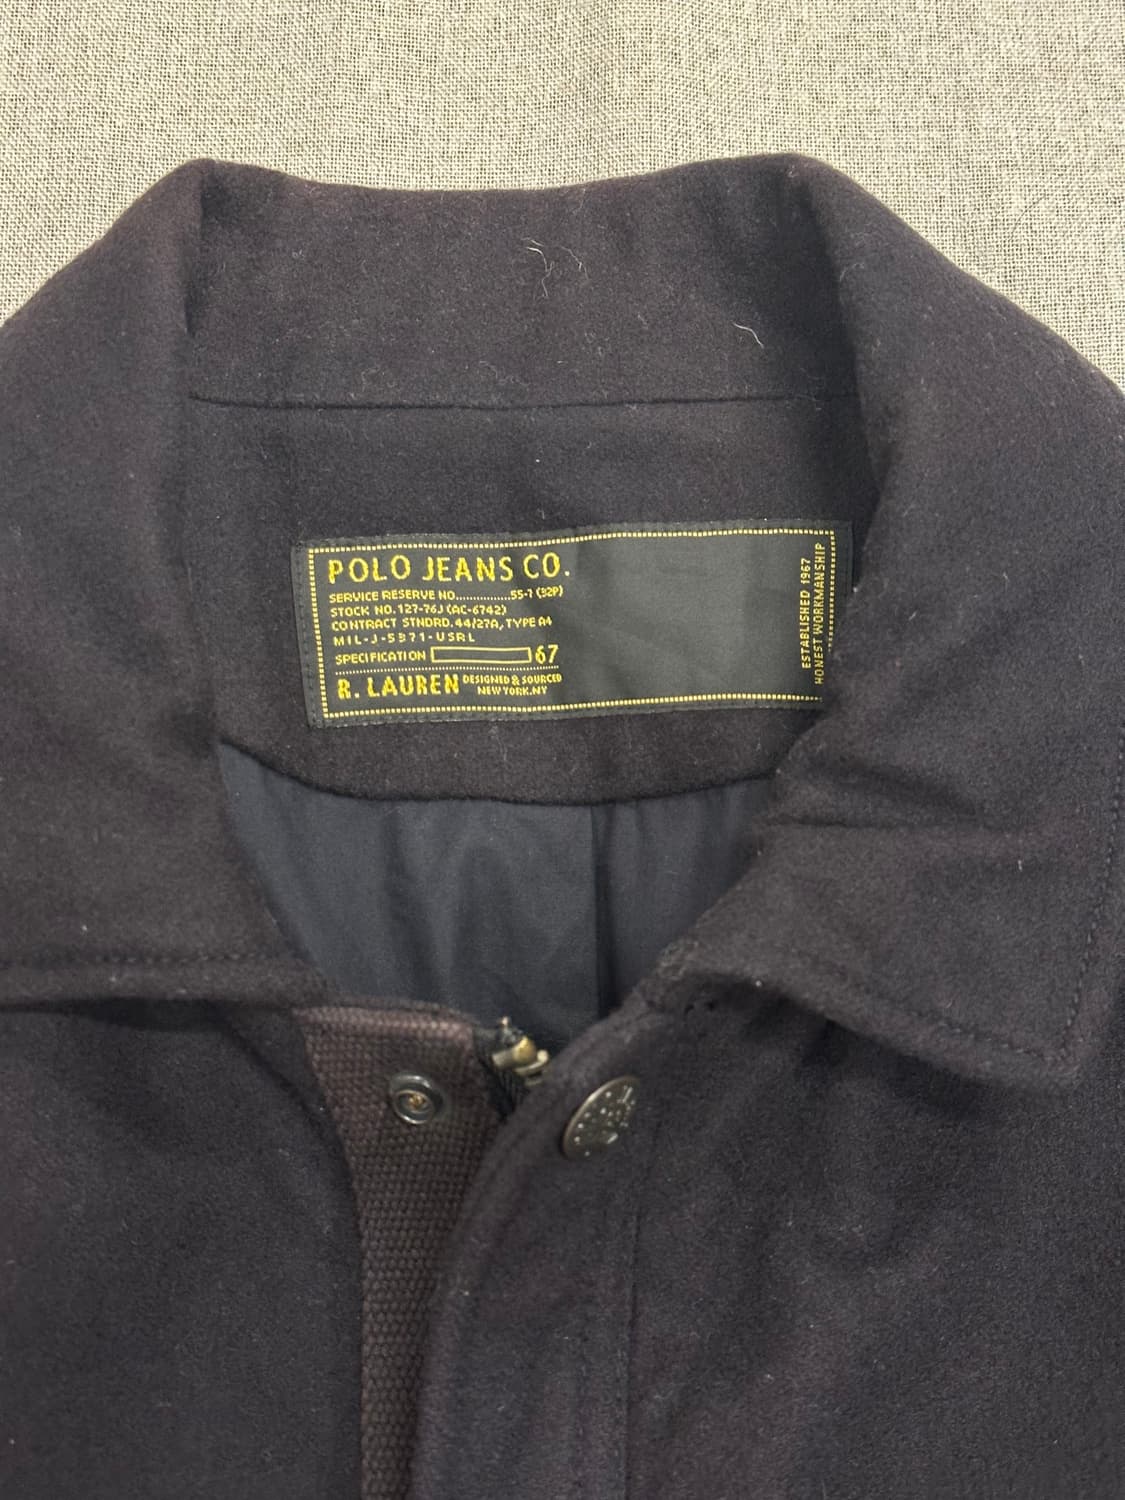 POLO JEANS CO.
SERVICE RESERVE NO..............55-7 (32P)
STOCK NO. 127-76J (AC-6742)
CONTRACT STNDRD. 44/27A, TYPE A4
MIL-J-5371-USRL
SPECIFICATION 67
R. LAUREN DESIGNED & SOURCED
NEW YORK.NY
ESTABLISHED 1967
HONEST WORKMANSHIP